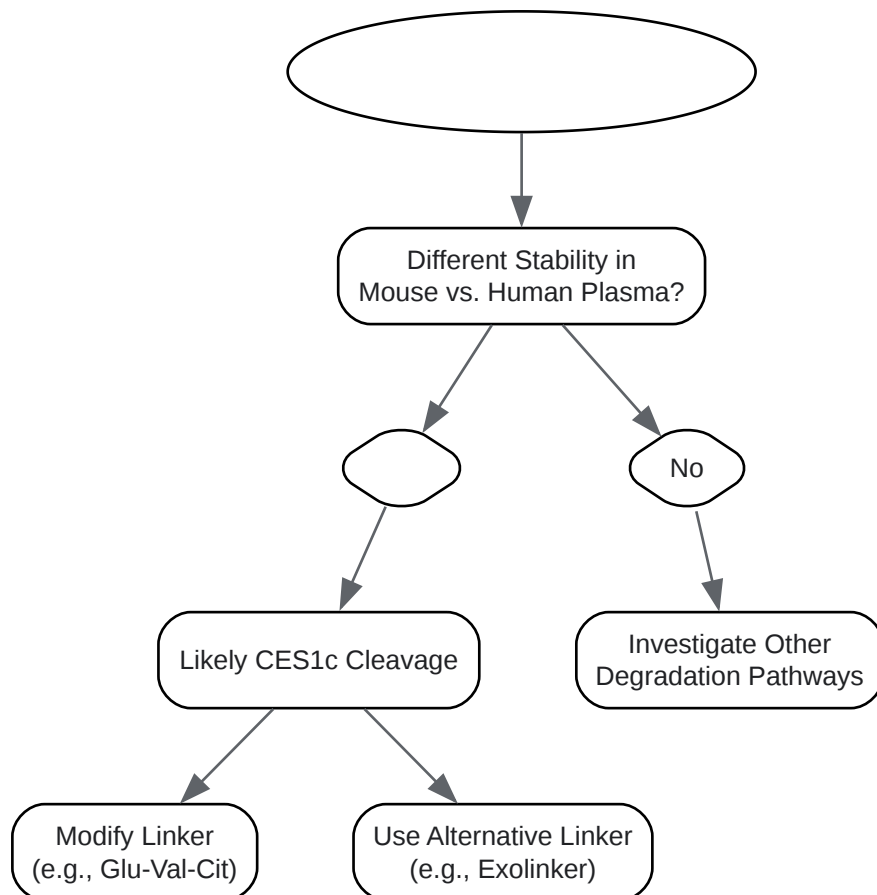 Different Stability in
Mouse vs. Human Plasma?
No
Likely CES1c Cleavage
Investigate Other
Degradation Pathways
Modify Linker
(e.g., Glu-Val-Cit)
Use Alternative Linker
(e.g., Exolinker)